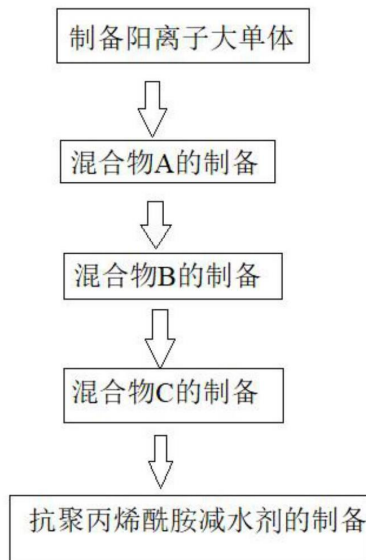 制备阳离子大单体
混合物A的制备
混合物B的制备
混合物C的制备
抗聚丙烯酰胺减水剂的制备